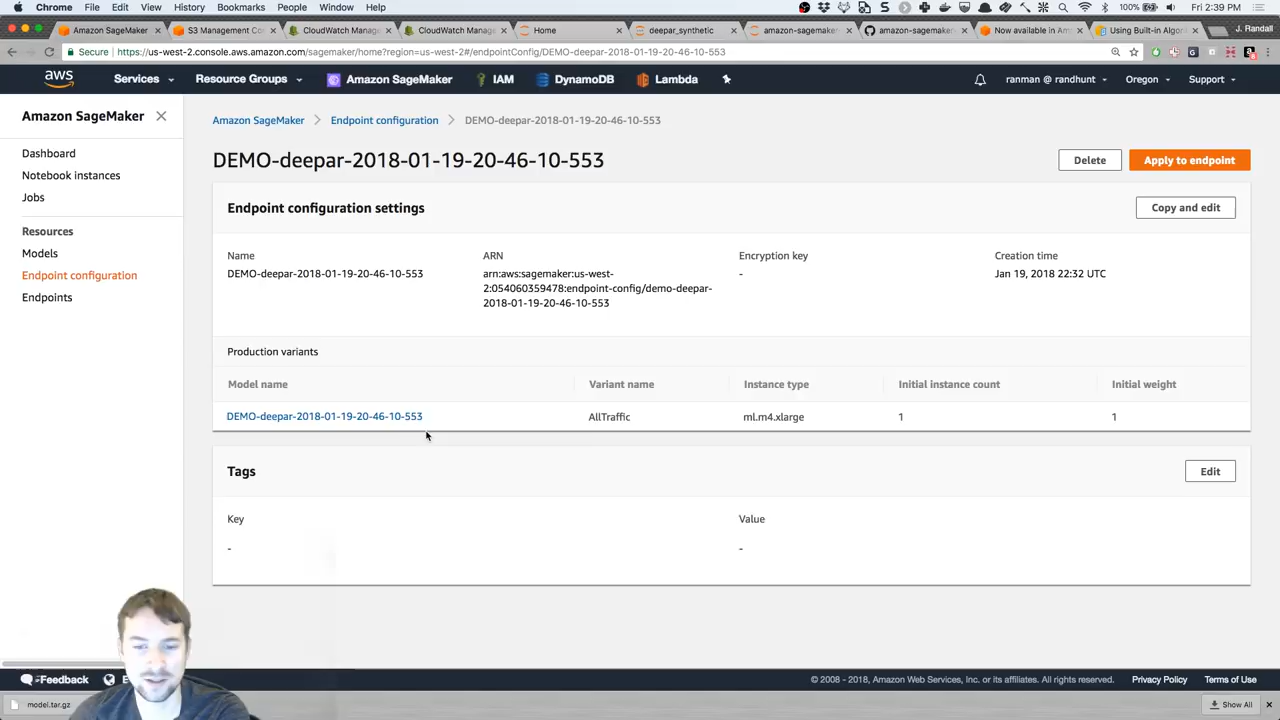 Chrome File Edit View History Bookmarks People Window Help 100% Fri 2:39 PM
Amazon SageMaker S3 Management Co CloudWatch Mana CloudWatch Manag Home deepar_synthetic amazon-sagemaker amazon-sagemake Now available in Am Using Built-in Algori J. Randall
Secure https://us-west-2.console.aws.amazon.com/sagemaker/home?region=us-west-2#/endpointConfig/DEMO-deepar-2018-01-19-20-46-10-553
aws Services Resource Groups Amazon SageMaker IAM DynamoDB Lambda ranman @ randhunt Oregon Support
Amazon SageMaker
Dashboard
Notebook instances
Jobs
Resources
Models
Endpoint configuration
Endpoints
Amazon SageMaker > Endpoint configuration > DEMO-deepar-2018-01-19-20-46-10-553
DEMO-deepar-2018-01-19-20-46-10-553 Delete Apply to endpoint
Endpoint configuration settings Copy and edit
Name ARN Encryption key Creation time
DEMO-deepar-2018-01-19-20-46-10-553 arn:aws:sagemaker:us-west- - Jan 19, 2018 22:32 UTC
2:054060359478:endpoint-config/demo-deepar-
2018-01-19-20-46-10-553
Production variants
Model name Variant name Instance type Initial instance count Initial weight
DEMO-deepar-2018-01-19-20-46-10-553 AllTraffic ml.m4.xlarge 1 1
Tags Edit
Key Value
- -
Feedback E © 2008 - 2018, Amazon Web Services, Inc. or its affiliates. All rights reserved. Privacy Policy Terms of Use
model.tar.gz Show All